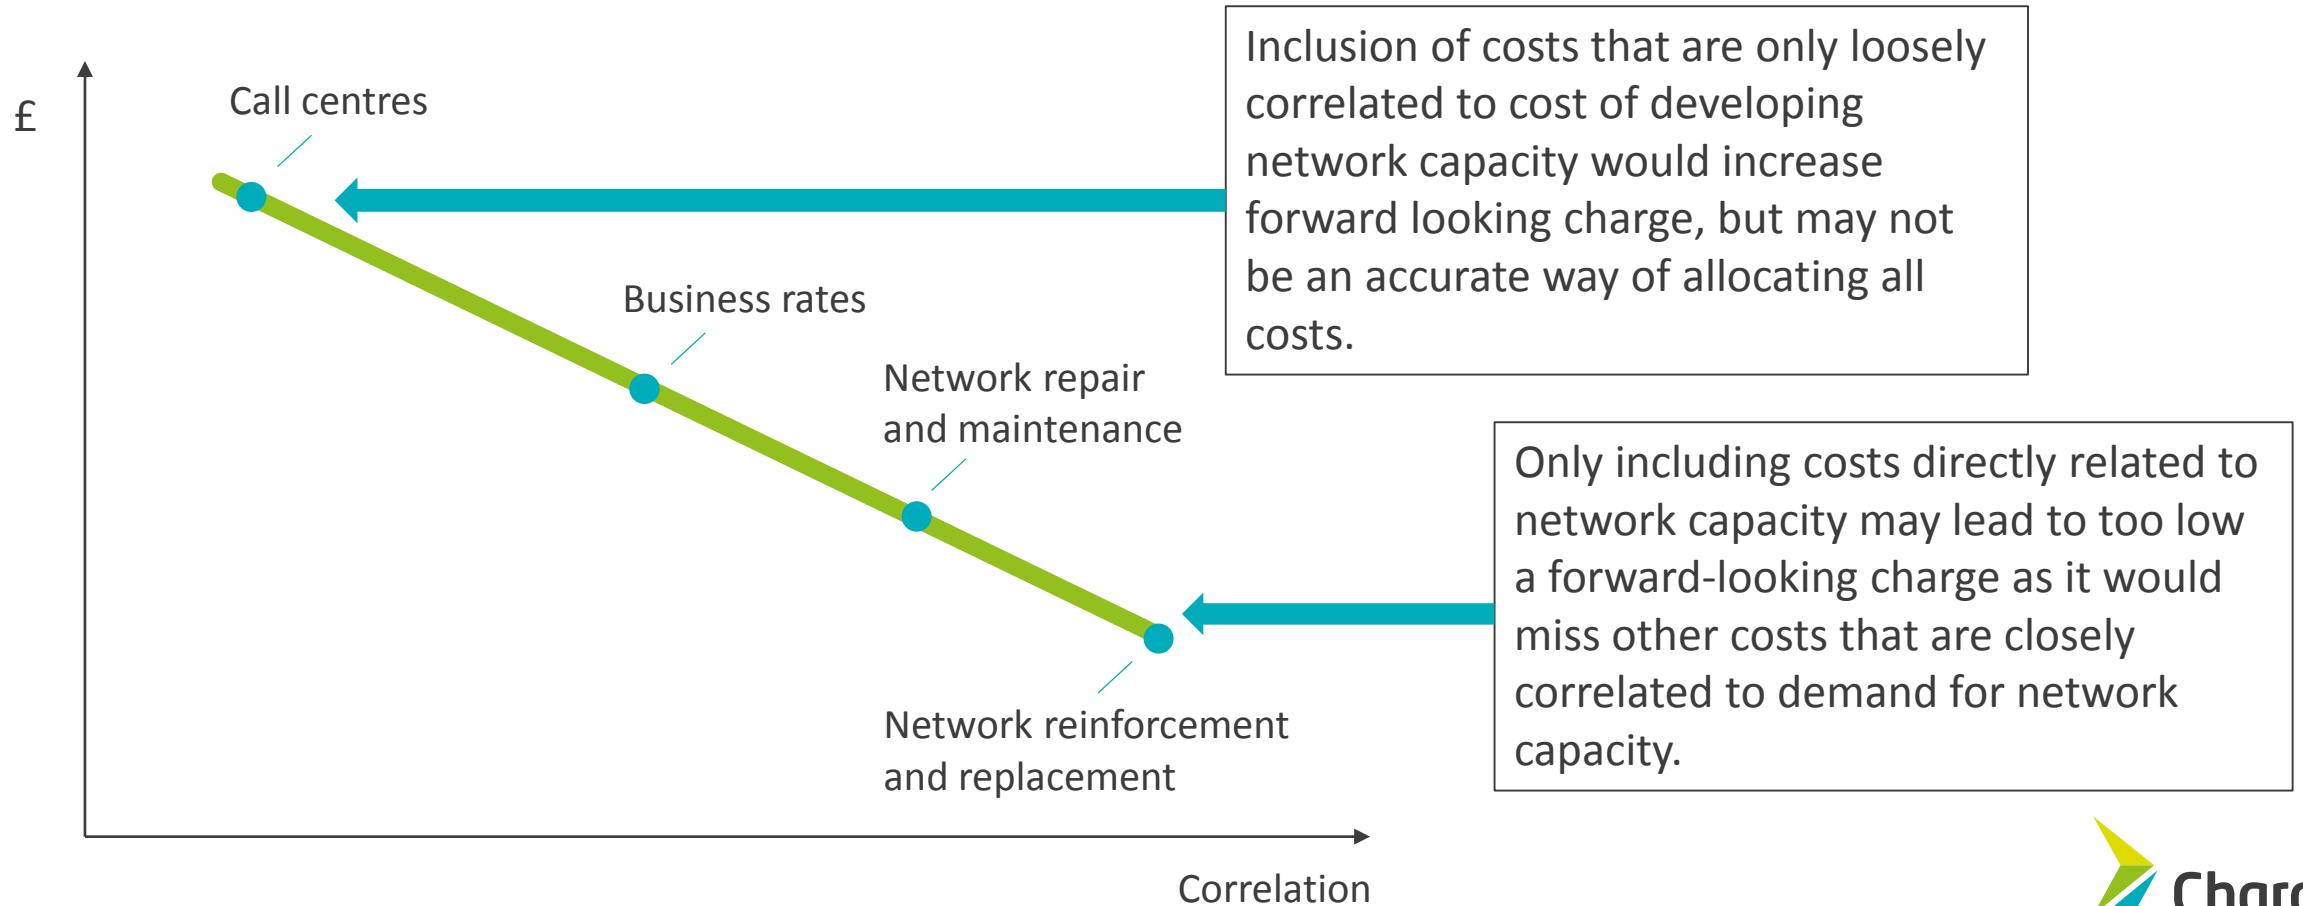 £
Call centres
Business rates
Network repair
and maintenance
Network reinforcement
and replacement
Correlation
Inclusion of costs that are only loosely
correlated to cost of developing
network capacity would increase
forward looking charge, but may not
be an accurate way of allocating all
costs.
Only including costs directly related to
network capacity may lead to too low
a forward-looking charge as it would
miss other costs that are closely
correlated to demand for network
capacity.